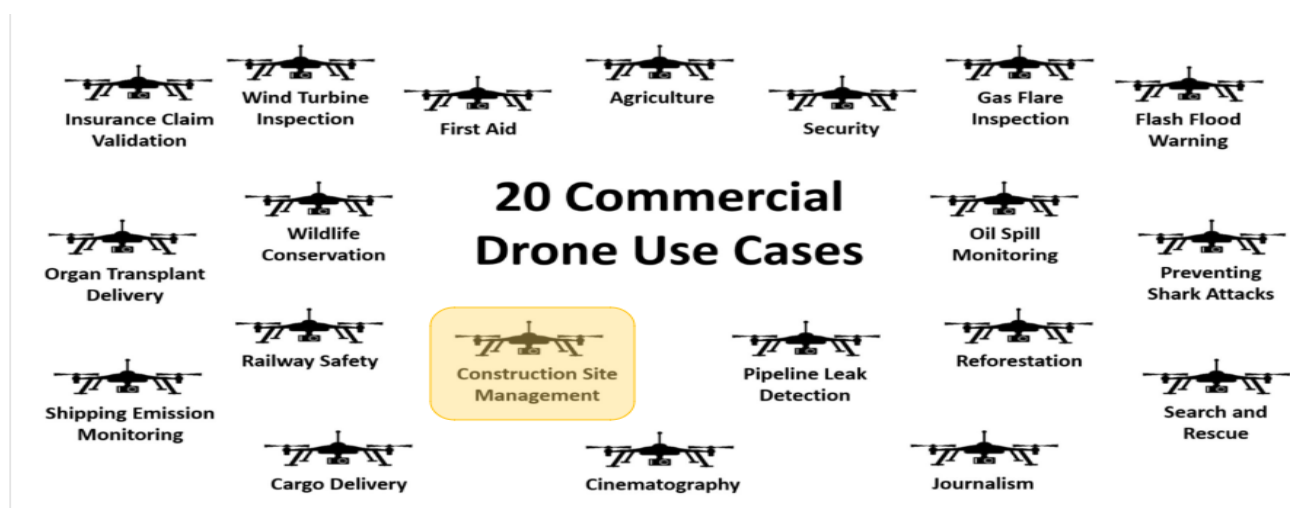 Insurance Claim
Validation
Wind Turbine
Inspection
First Aid
Agriculture
Security
Gas Flare
Inspection
Flash Flood
Warning
20 Commercial
Drone Use Cases
Wildlife
Conservation
Oil Spill
Monitoring
Organ Transplant
Delivery
Preventing
Shark Attacks
Railway Safety
Construction Site
Management
Pipeline Leak
Detection
Reforestation
Shipping Emission
Monitoring
Search and
Rescue
Cargo Delivery
Cinematography
Journalism